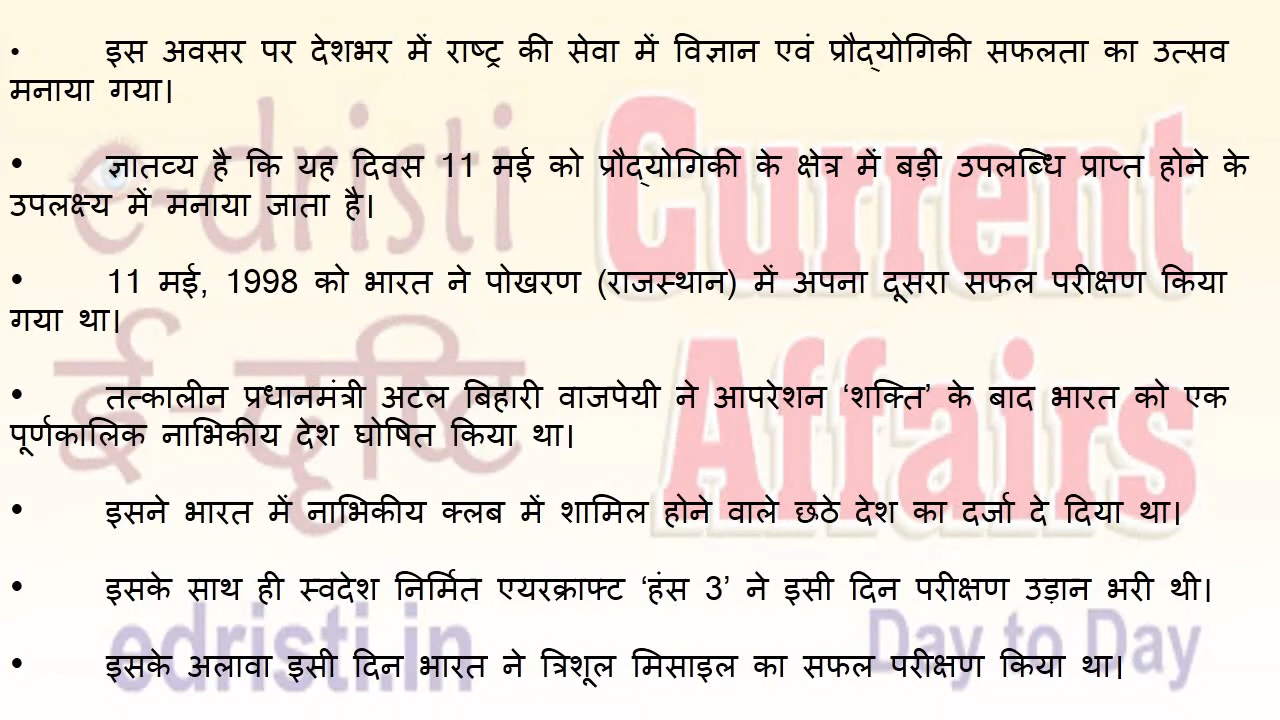 • इस अवसर पर देशभर में राष्ट्र की सेवा में विज्ञान एवं प्रौद्योगिकी सफलता का उत्सव
मनाया गया।
• ज्ञातव्य है कि यह दिवस 11 मई को प्रौद्योगिकी के क्षेत्र में बड़ी उपलब्धि प्राप्त होने के
उपलक्ष्य में मनाया जाता है।
• 11 मई, 1998 को भारत ने पोखरण (राजस्थान) में अपना दूसरा सफल परीक्षण किया
गया था।
• तत्कालीन प्रधानमंत्री अटल बिहारी वाजपेयी ने आपरेशन ‘शक्ति’ के बाद भारत को एक
पूर्णकालिक नाभिकीय देश घोषित किया था।
• इसने भारत में नाभिकीय क्लब में शामिल होने वाले छठे देश का दर्जा दे दिया था।
• इसके साथ ही स्वदेश निर्मित एयरक्राफ्ट ‘हंस 3’ ने इसी दिन परीक्षण उड़ान भरी थी।
• इसके अलावा इसी दिन भारत ने त्रिशूल मिसाइल का सफल परीक्षण किया था।
e-dristi
ई-दृष्टि
edristi.in
Current
Affairs
Day to Day